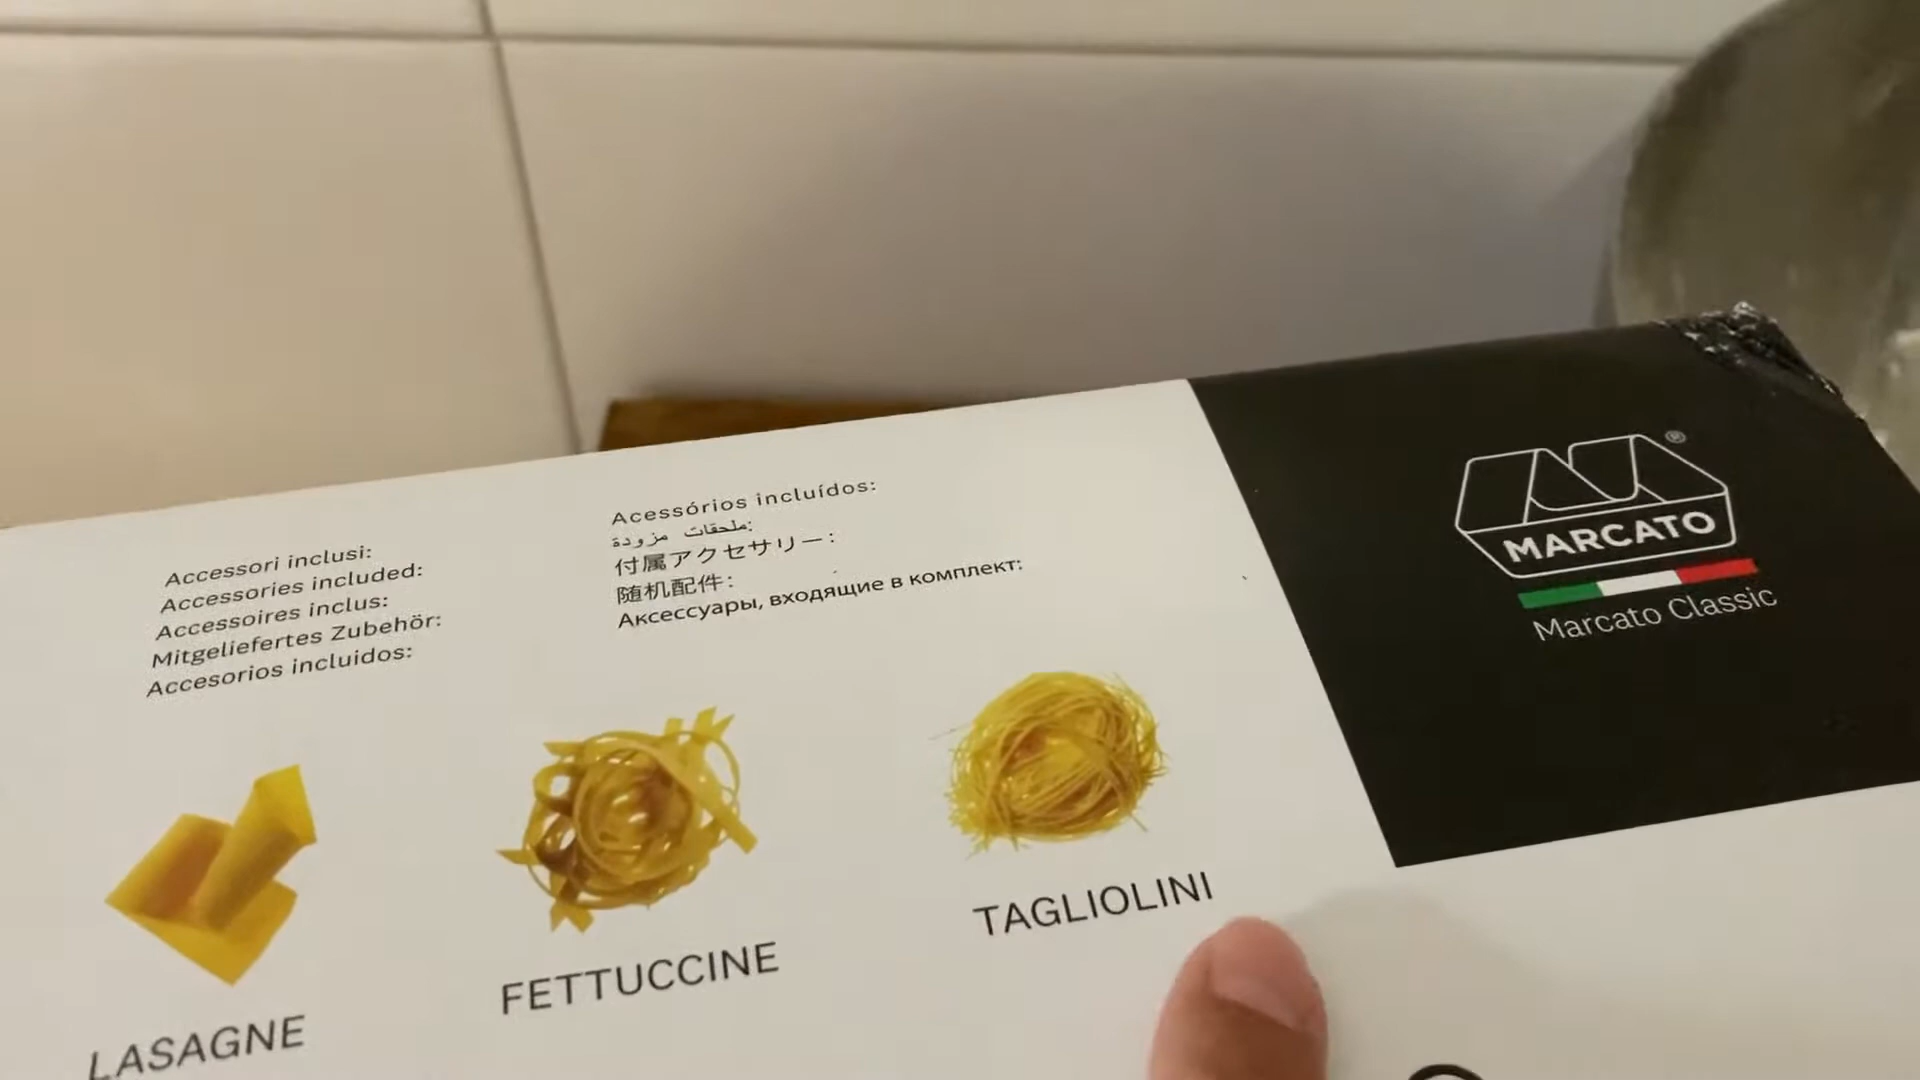 Accessori inclusi:
Accessories included:
Accessoires inclus:
Mitgeliefertes Zubehör:
Accesorios incluidos:
Acessórios incluídos:
ملحقات مزودة:
付属アクセサリー:
随机配件:
Аксессуары, входящие в комплект:
LASAGNE
FETTUCCINE
TAGLIOLINI
MARCATO®
Marcato Classic